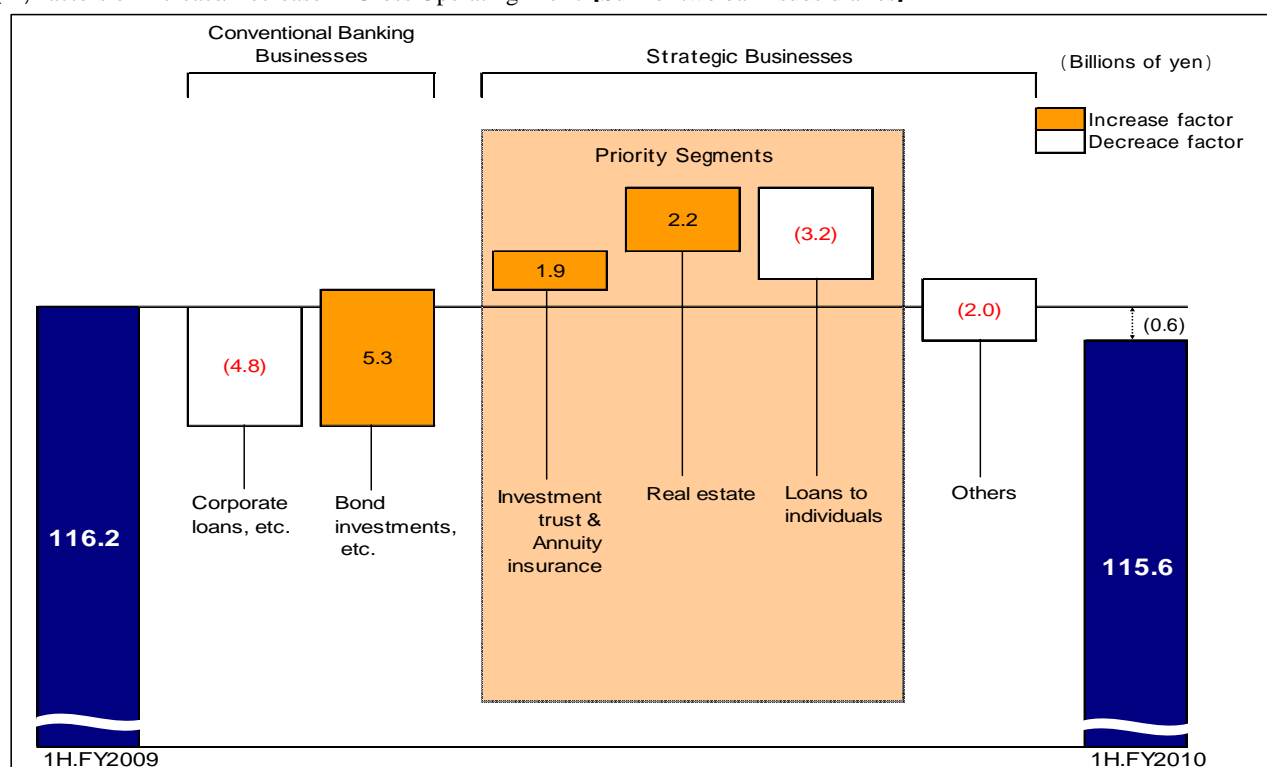 Conventional Banking
Businesses
Strategic Businesses
(Billions of yen)
Increase factor
Decreace factor
Priority Segments
2.2
(3.2)
1.9
(2.0)
(0.6)
(4.8)
5.3
Corporate
loans, etc.
Bond
investments,
etc.
Investment
trust &
Annuity
insurance
Real estate
Loans to
individuals
Others
116.2
115.6
1H.FY2009
1H.FY2010